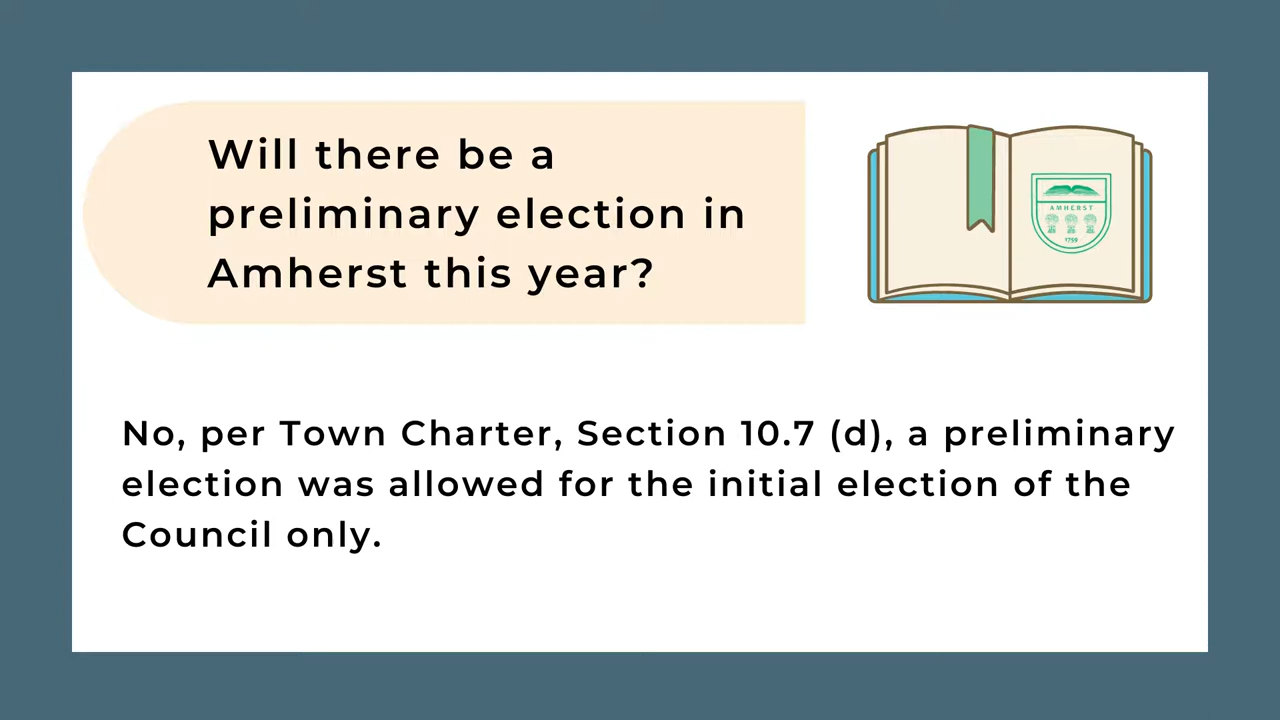 Will there be a
preliminary election in
Amherst this year?
AMHERST
1759
No, per Town Charter, Section 10.7 (d), a preliminary
election was allowed for the initial election of the
Council only.